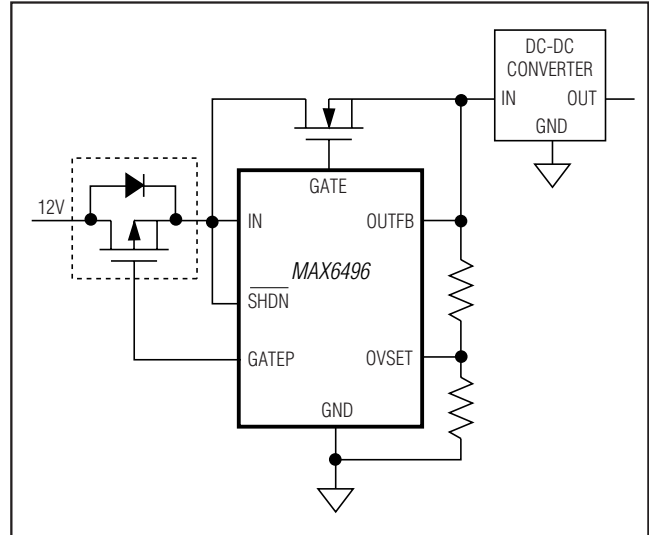 DC-DC
CONVERTER
IN OUT
GND
12V
GATE
IN OUTFB
MAX6496
SHDN
GATEP OVSET
GND